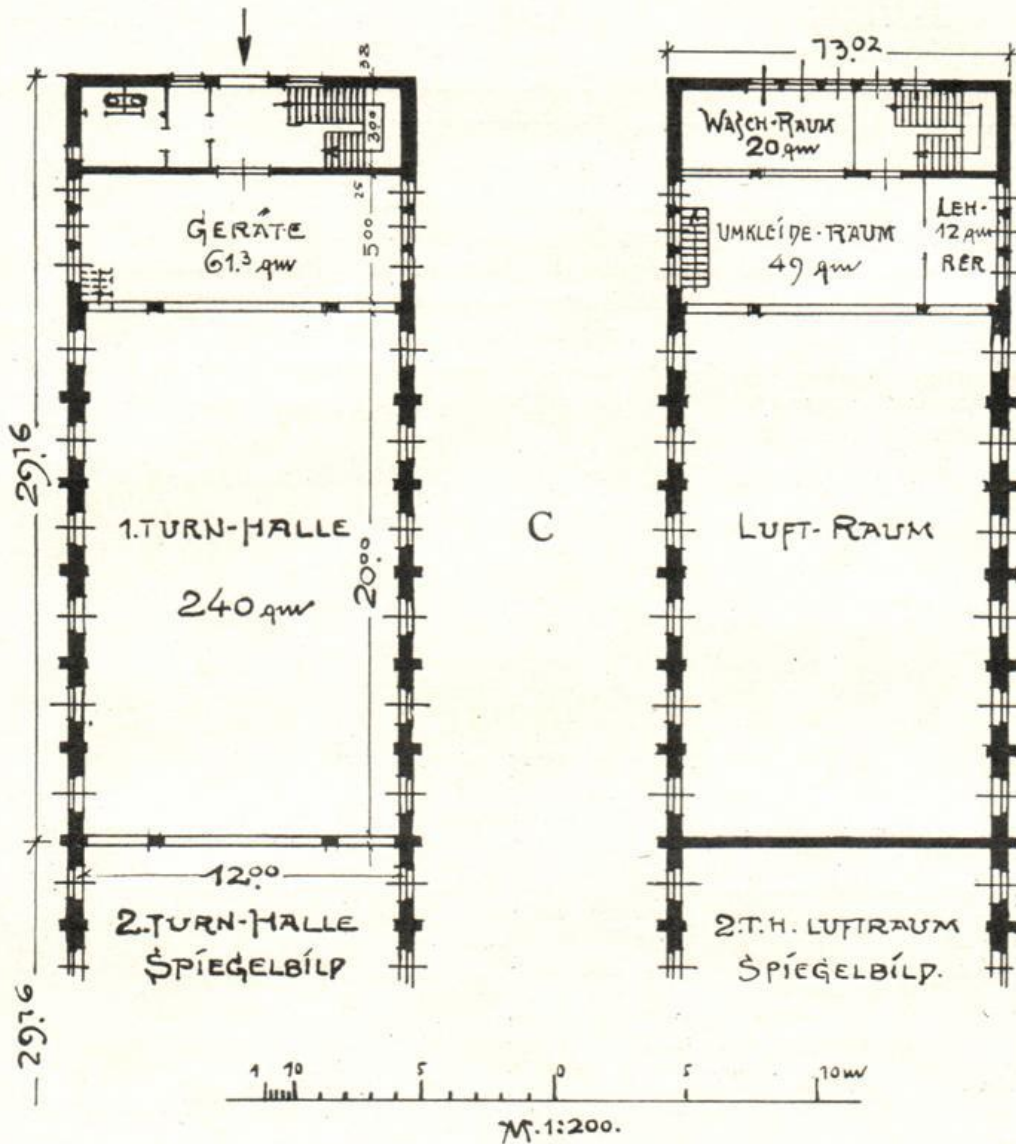 38
3 00
GERÄTE
61.3 qm
25
5 00
29.16
1. TURN-HALLE
240 qm
20.00
12.00
2. TURN-HALLE
SPIEGELBILD
29.16
C
13.02
WASCH-RAUM
20 qm
UMKLEIDE-RAUM
49 qm
LEH-
12 qm
RER
LUFT-RAUM
2.T.H. LUFTRAUM
SPIEGELBILD.
1 10 5 0 5 10 m
M. 1:200.